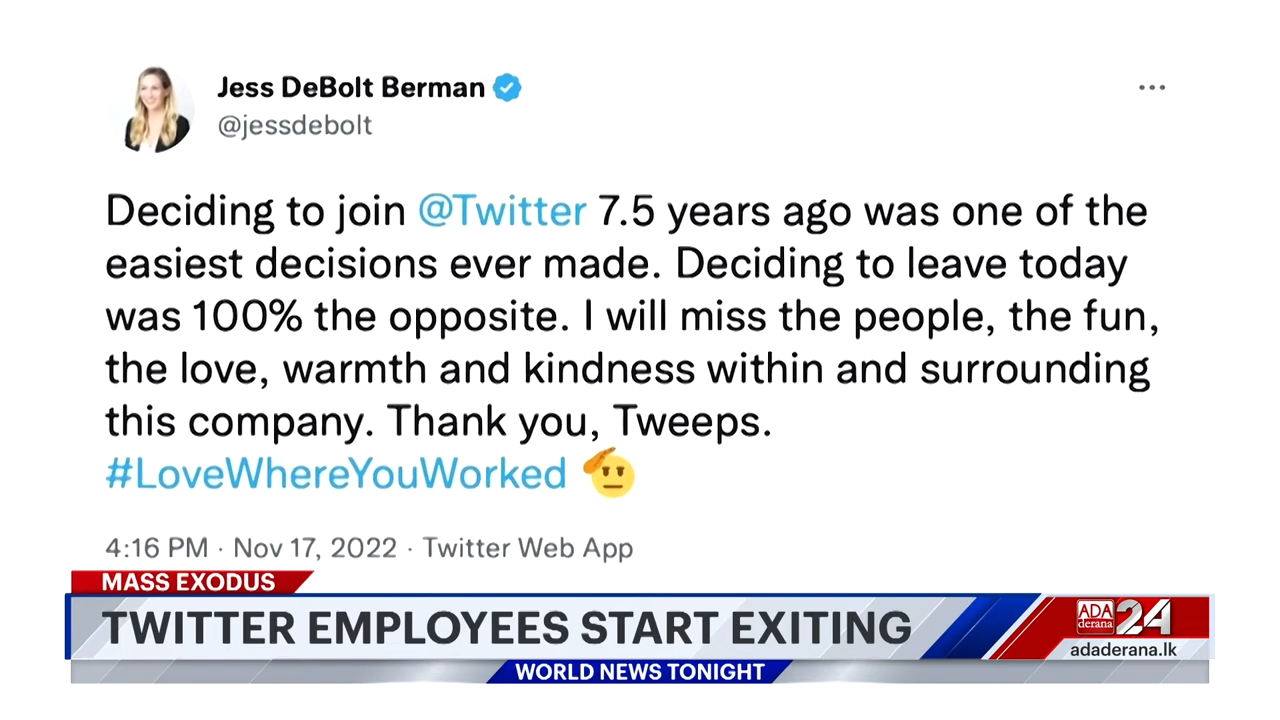 Jess DeBolt Berman
@jessdebolt
Deciding to join @Twitter 7.5 years ago was one of the
easiest decisions ever made. Deciding to leave today
was 100% the opposite. I will miss the people, the fun,
the love, warmth and kindness within and surrounding
this company. Thank you, Tweeps.
#LoveWhereYouWorked 🫡
4:16 PM · Nov 17, 2022 · Twitter Web App
MASS EXODUS
TWITTER EMPLOYEES START EXITING
ADA
derana
24
adaderana.lk
WORLD NEWS TONIGHT